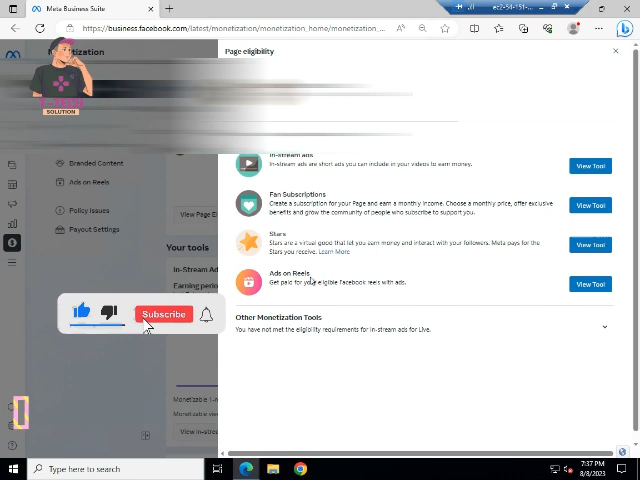 Meta Business Suite
ec2-54-151-...
https://business.facebook.com/latest/monetization/monetization_home/monetization_...
Page eligibility
SOLUTION
In-stream ads
In-stream ads are short ads you can include in your videos to earn money.
View Tool
Branded Content
Ads on Reels
Fan Subscriptions
Create a subscription for your Page and earn a monthly income. Choose a monthly price, offer exclusive
benefits and grow the community of people who subscribe to support you.
View Tool
Policy Issues
View Page E
Payout Settings
Stars
Stars are a virtual good that let you earn money and interact with your followers. Meta pays for the
Stars you receive. Learn More
View Tool
Your tools
In-Stream Ad
Earning perio
Ads on Reels
Get paid for your eligible Facebook reels with ads.
View Tool
Subscribe
Other Monetization Tools
You have not met the eligibility requirements for in-stream ads for Live.
Monetizable 1-m
Monetizable view
View in-strea
Type here to search
7:37 PM
8/8/2023